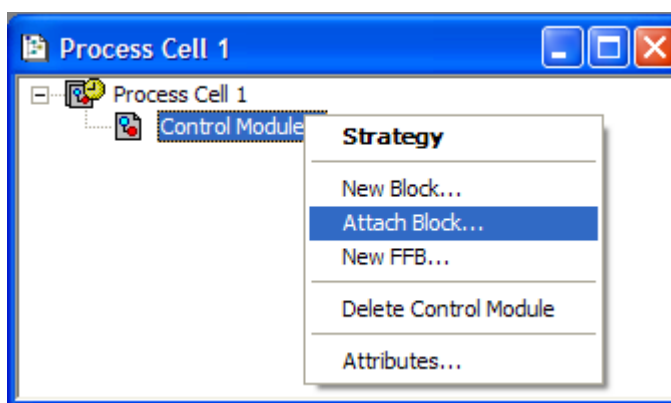 Process Cell 1
Process Cell 1
Control Module
Strategy
New Block...
Attach Block...
New FFB...
Delete Control Module
Attributes...